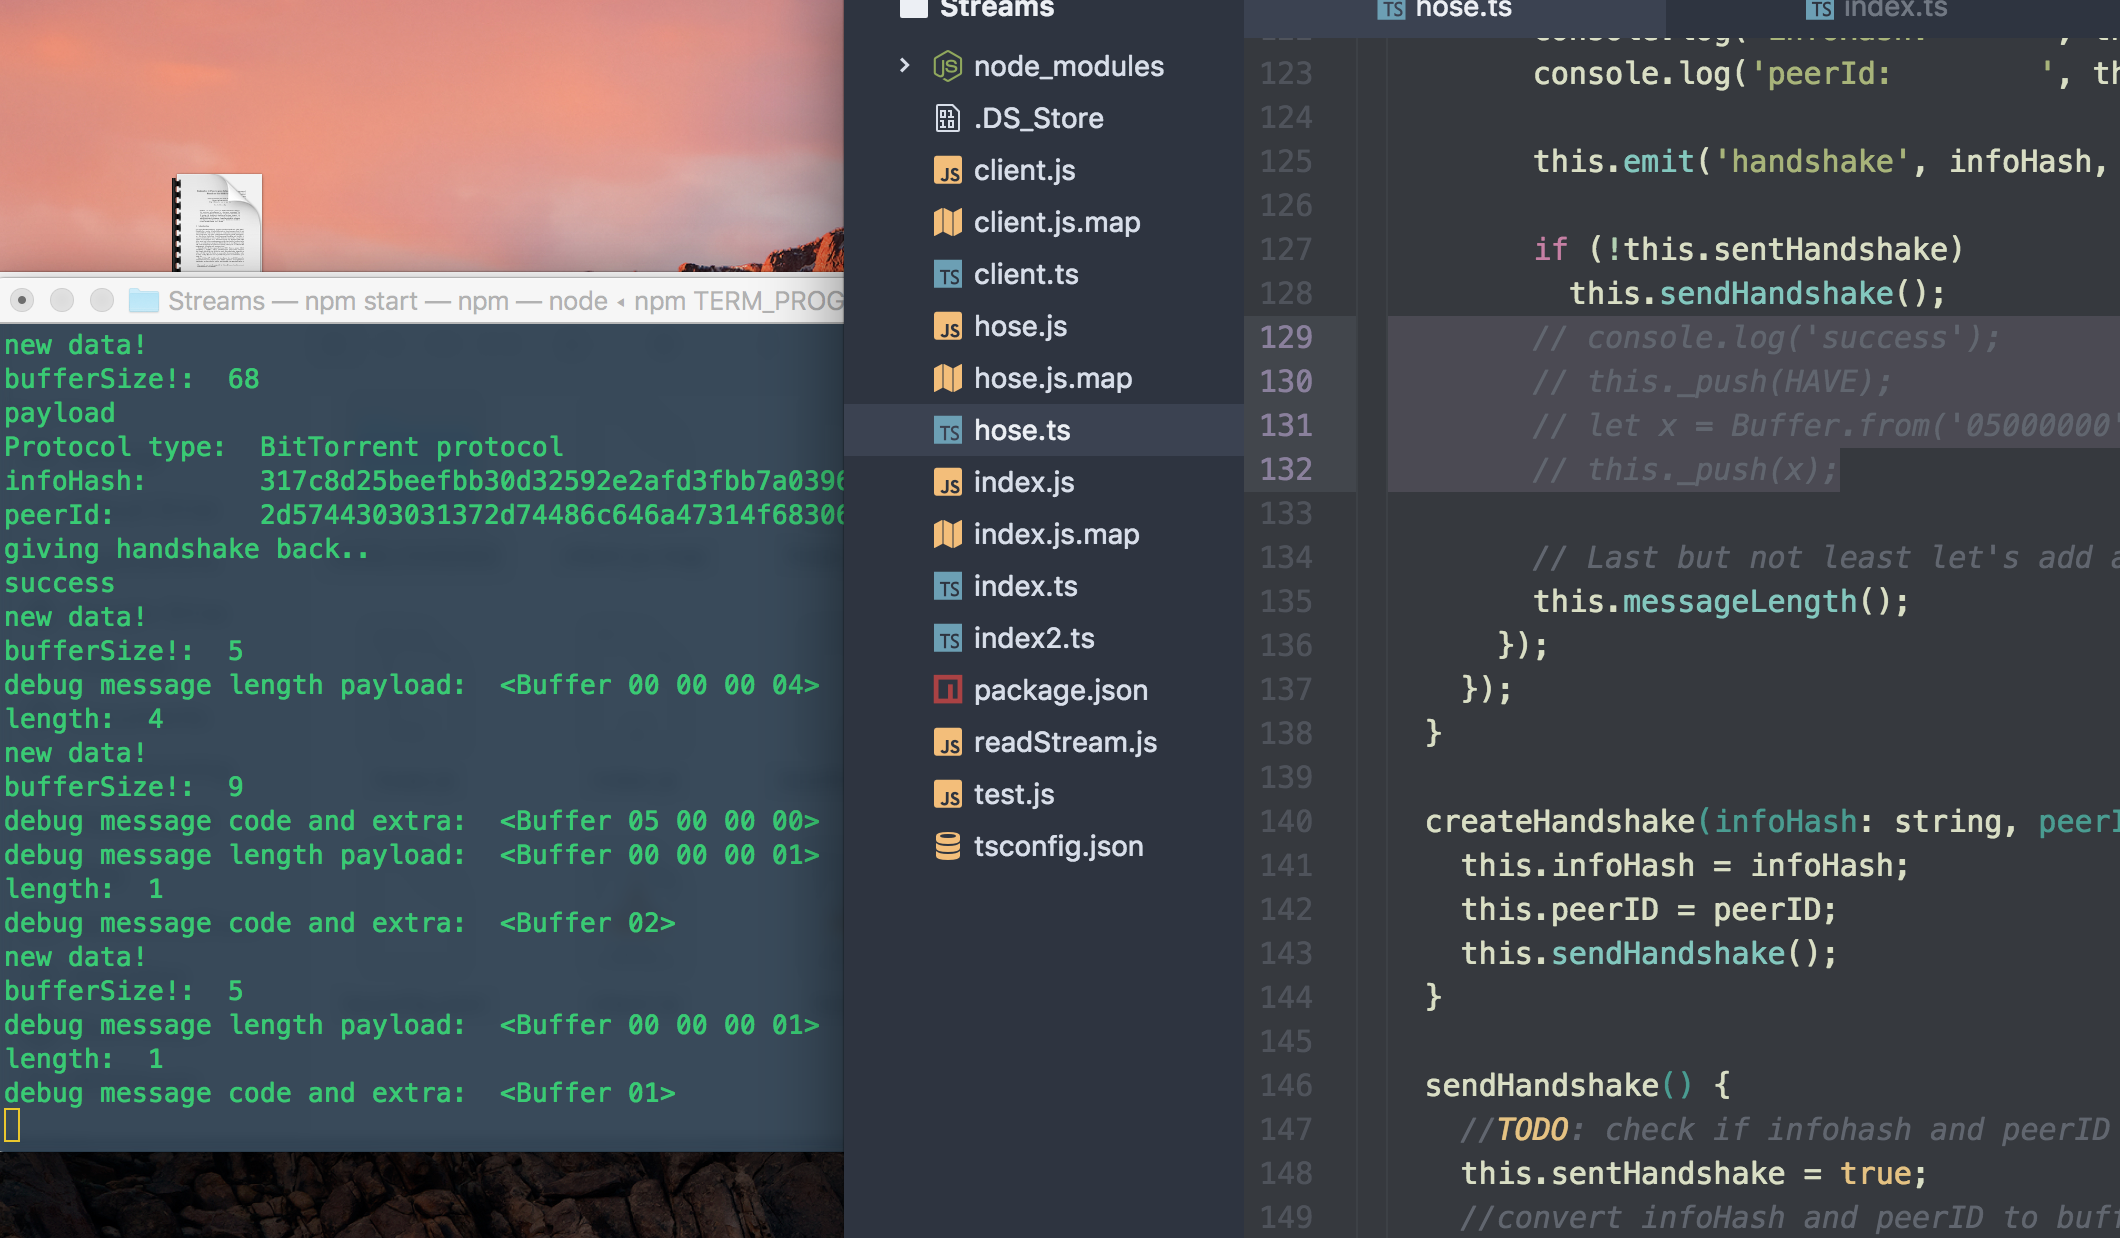 Streams — npm start — npm — node ◂ npm TERM_PROG
new data!
bufferSize!:  68
payload
Protocol type:  BitTorrent protocol
infoHash:       317c8d25beefbb30d32592e2afd3fbb7a0396
peerId:         2d5744303031372d74486c646a47314f68306
giving handshake back..
success
new data!
bufferSize!:  5
debug message length payload:  <Buffer 00 00 00 04>
length:  4
new data!
bufferSize!:  9
debug message code and extra:  <Buffer 05 00 00 00>
debug message length payload:  <Buffer 00 00 00 01>
length:  1
debug message code and extra:  <Buffer 02>
new data!
bufferSize!:  5
debug message length payload:  <Buffer 00 00 00 01>
length:  1
debug message code and extra:  <Buffer 01>
Streams
node_modules
.DS_Store
client.js
client.js.map
client.ts
hose.js
hose.js.map
hose.ts
index.js
index.js.map
index.ts
index2.ts
package.json
readStream.js
test.js
tsconfig.json
hose.ts
index.ts
123 console.log('peerId:        ', th
124
125 this.emit('handshake', infoHash,
126
127 if (!this.sentHandshake)
128 this.sendHandshake();
129 // console.log('success');
130 // this._push(HAVE);
131 // let x = Buffer.from('05000000'
132 // this._push(x);
133
134 // Last but not least let's add a
135 this.messageLength();
136 });
137 });
138 }
139
140 createHandshake(infoHash: string, peerI
141 this.infoHash = infoHash;
142 this.peerID = peerID;
143 this.sendHandshake();
144 }
145
146 sendHandshake() {
147 //TODO: check if infohash and peerID
148 this.sentHandshake = true;
149 //convert infoHash and peerID to buff